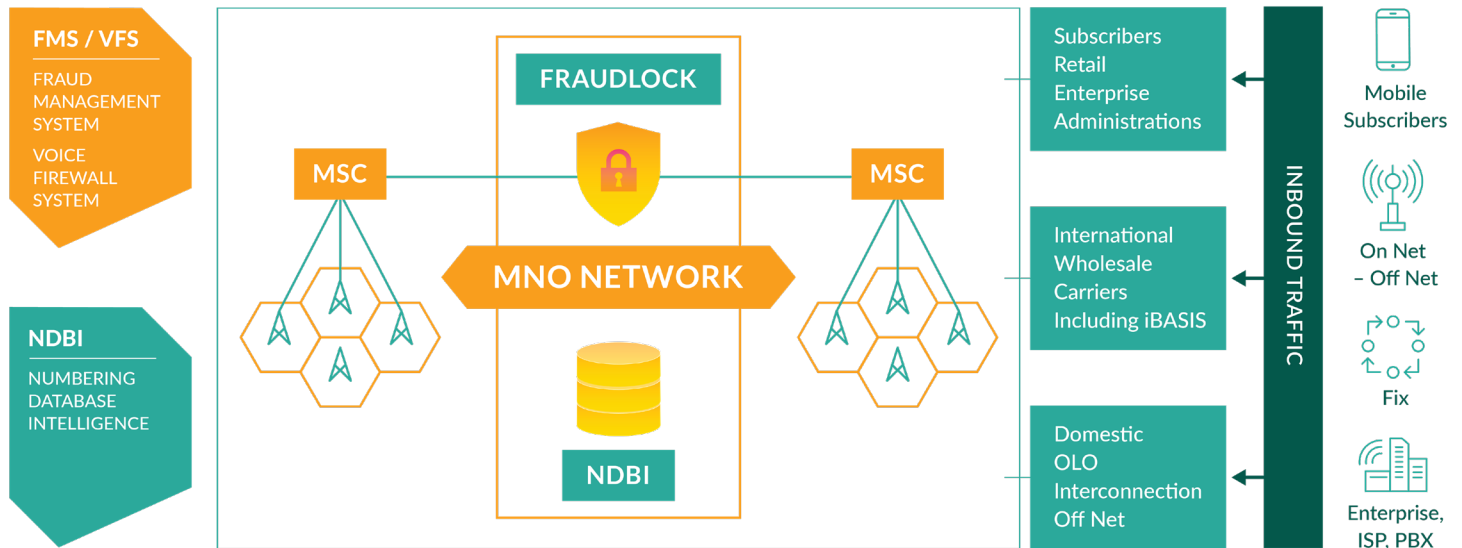 FMS / VFS
FRAUD
MANAGEMENT
SYSTEM
VOICE
FIREWALL
SYSTEM
NDBI
NUMBERING
DATABASE
INTELLIGENCE
FRAUDLOCK
MSC
MSC
MNO NETWORK
NDBI
Subscribers
Retail
Enterprise
Administrations
International
Wholesale
Carriers
Including iBASIS
Domestic
OLO
Interconnection
Off Net
INBOUND TRAFFIC
Mobile
Subscribers
On Net
– Off Net
Fix
Enterprise,
ISP, PBX